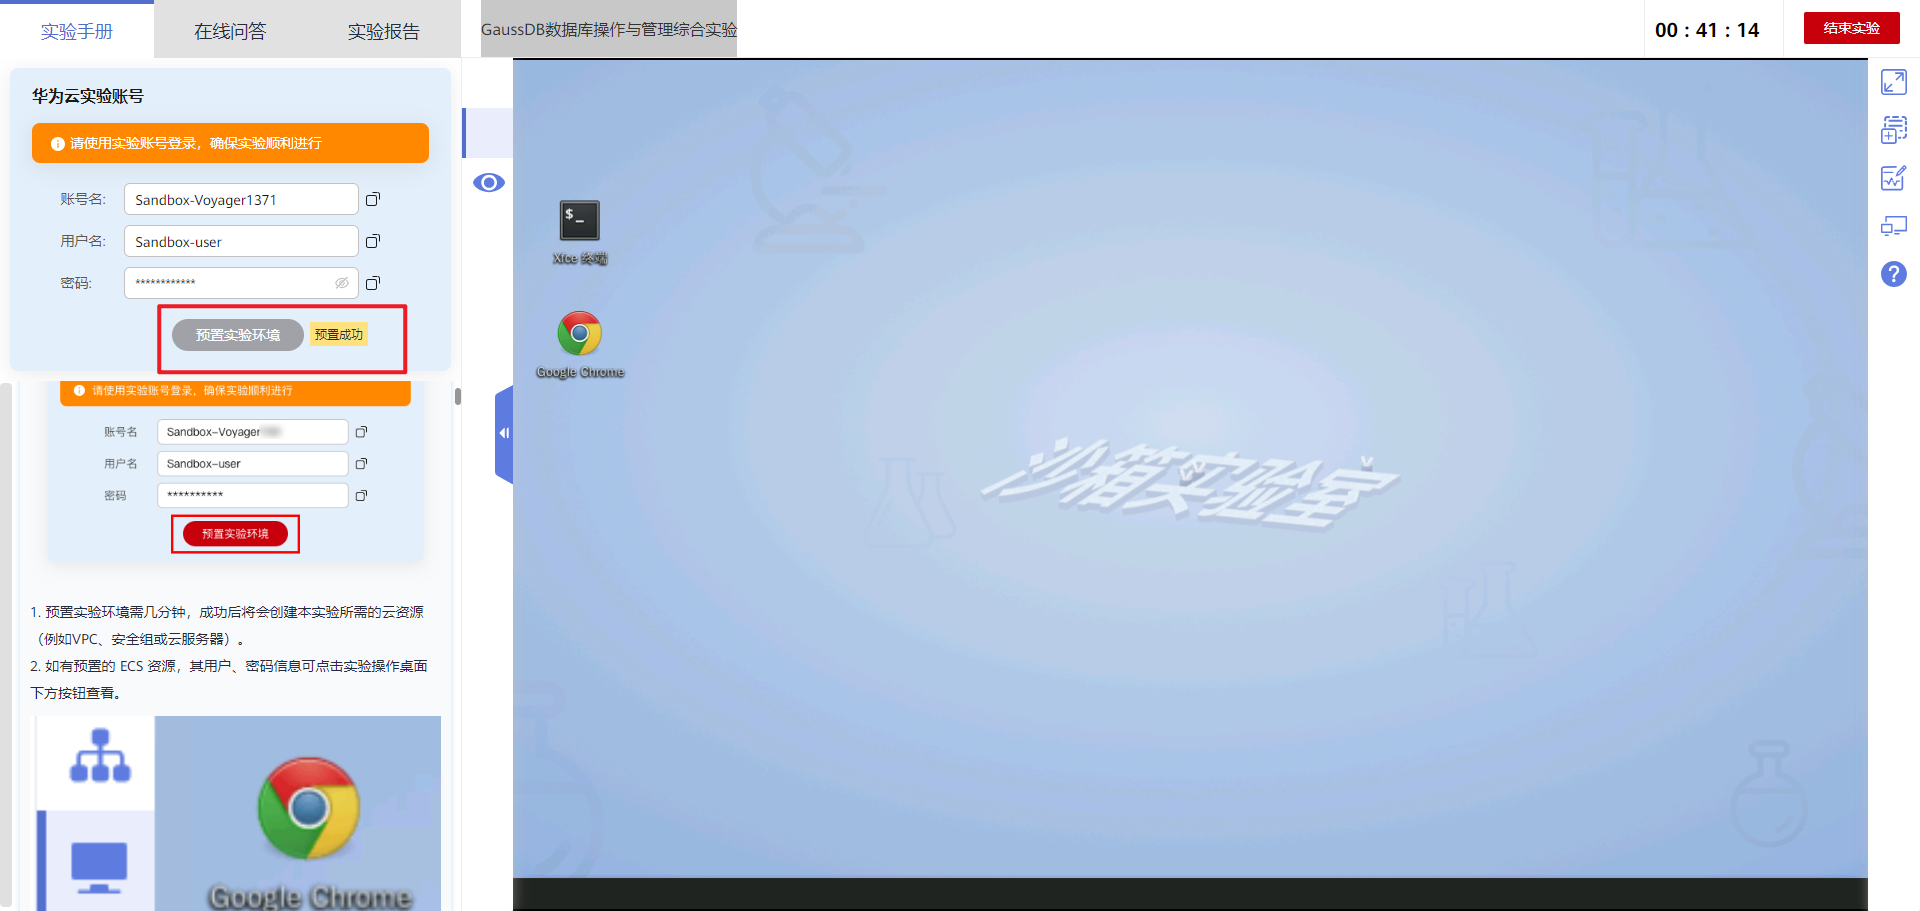 实验手册
在线问答
实验报告
GaussDB数据库操作与管理综合实验
00 : 41 : 14
结束实验
华为云实验账号
请使用实验账号登录，确保实验顺利进行
账号名:
Sandbox-Voyager1371
用户名:
Sandbox-user
密码:
************
预置实验环境
预置成功
请使用实验账号登录，确保实验顺利进行
账号名
Sandbox-Voyager
用户名
Sandbox-user
密码
**********
预置实验环境
1. 预置实验环境需几分钟，成功后将会创建本实验所需的云资源
（例如VPC、安全组或云服务器）。
2. 如有预置的 ECS 资源，其用户、密码信息可点击实验操作桌面
下方按钮查看。
Google Chrome
$_
Xfce 终端
Google Chrome
沙箱实验室